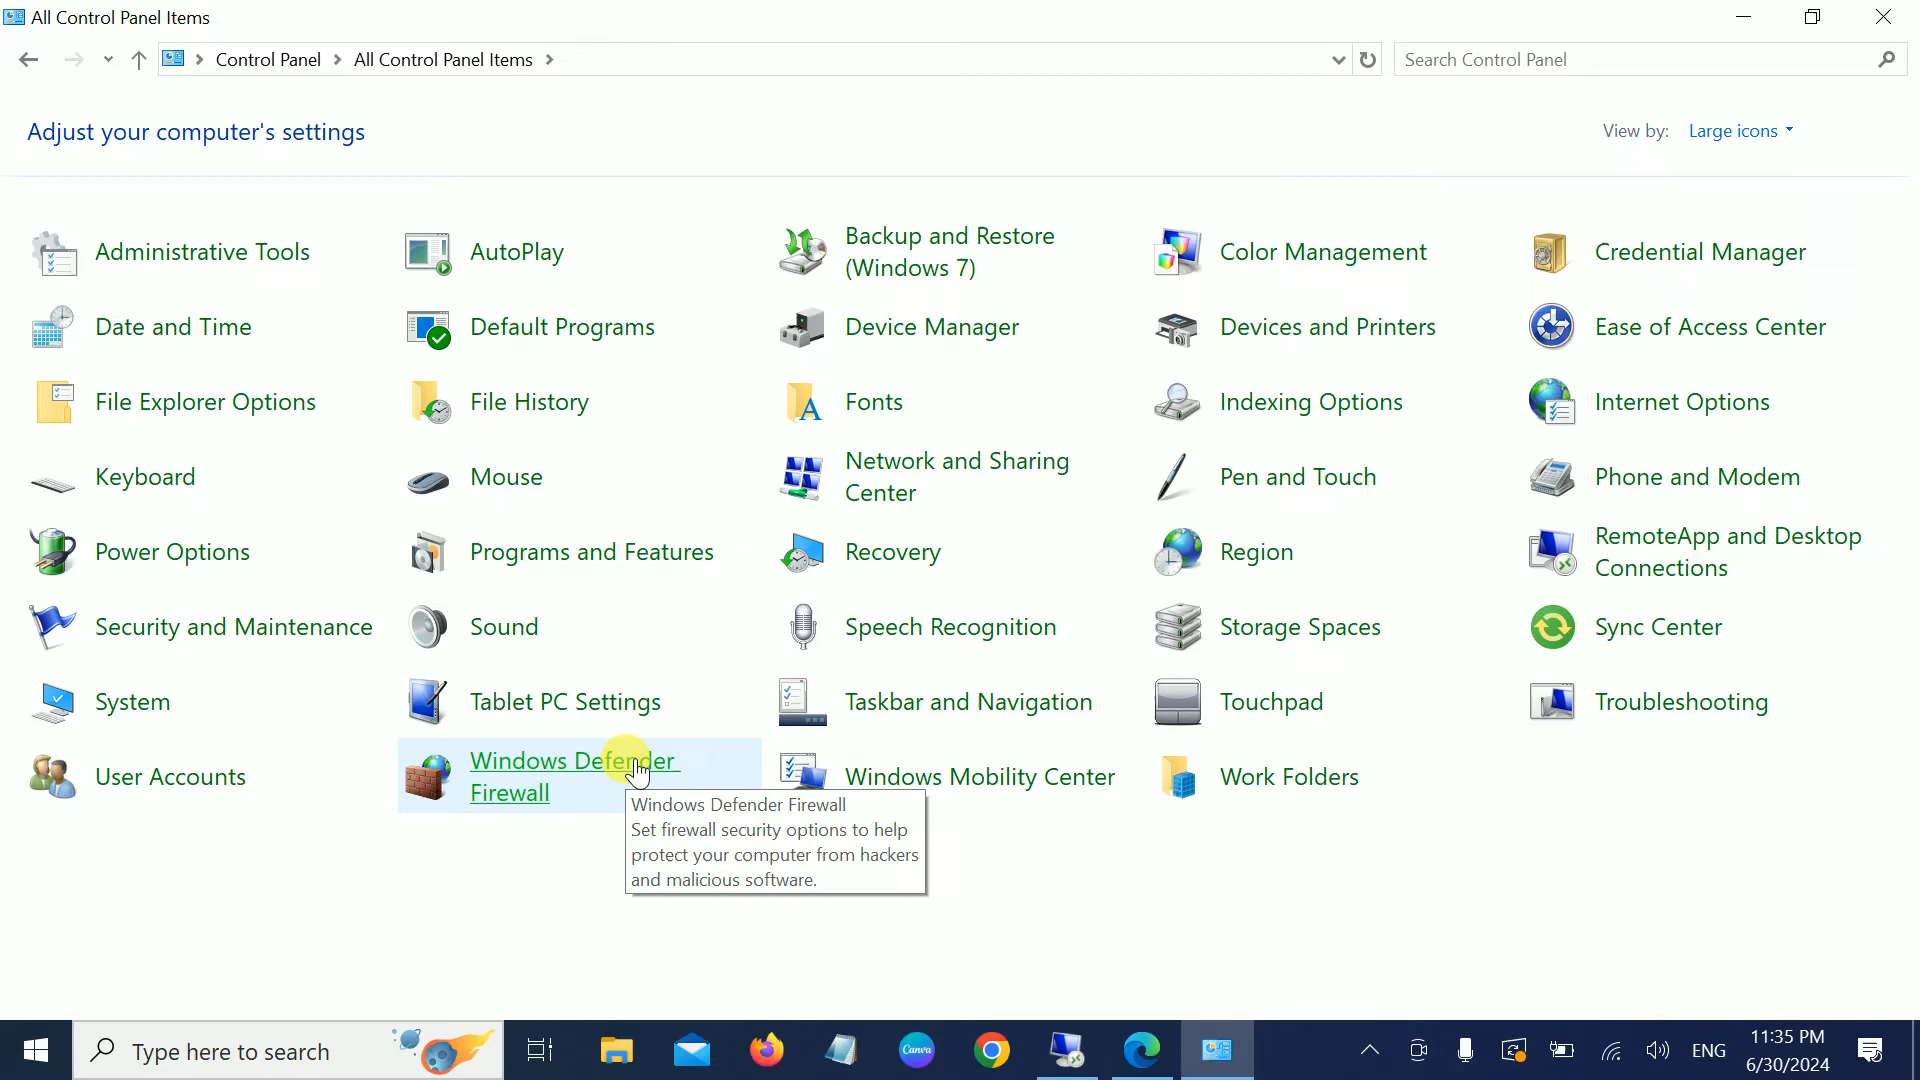 All Control Panel Items
Control Panel
All Control Panel Items
Search Control Panel
Adjust your computer's settings
View by:
Large icons
Administrative Tools
AutoPlay
Backup and Restore
(Windows 7)
Color Management
Credential Manager
Date and Time
Default Programs
Device Manager
Devices and Printers
Ease of Access Center
File Explorer Options
File History
Fonts
Indexing Options
Internet Options
Keyboard
Mouse
Network and Sharing
Center
Pen and Touch
Phone and Modem
Power Options
Programs and Features
Recovery
Region
RemoteApp and Desktop
Connections
Security and Maintenance
Sound
Speech Recognition
Storage Spaces
Sync Center
System
Tablet PC Settings
Taskbar and Navigation
Touchpad
Troubleshooting
User Accounts
Windows Defender
Firewall
Windows Mobility Center
Work Folders
Windows Defender Firewall
Set firewall security options to help
protect your computer from hackers
and malicious software.
Type here to search
Canva
ENG
11:35 PM
6/30/2024